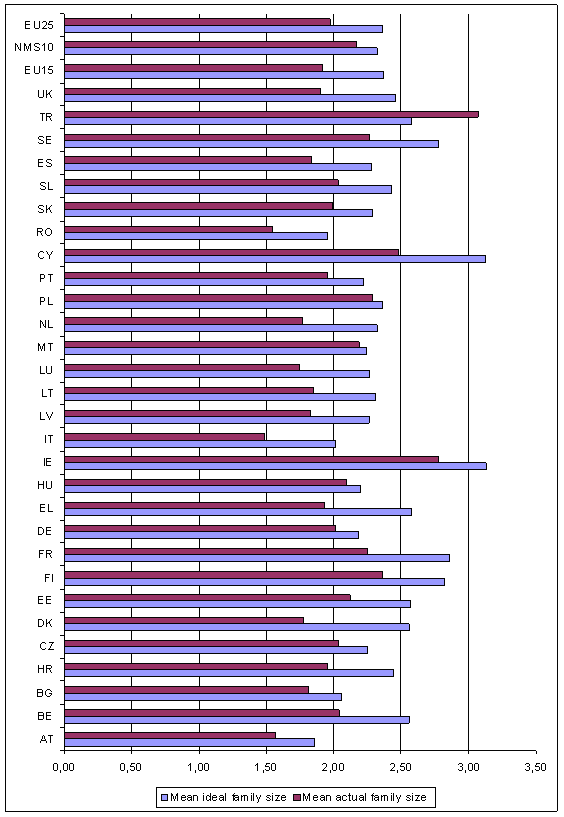 EU25
NMS10
EU15
UK
TR
SE
ES
SL
SK
RO
CY
PT
PL
NL
MT
LU
LT
LV
IT
IE
HU
EL
DE
FR
FI
EE
DK
CZ
HR
BG
BE
AT
0,00 0,50 1,00 1,50 2,00 2,50 3,00 3,50
Mean ideal family size Mean actual family size